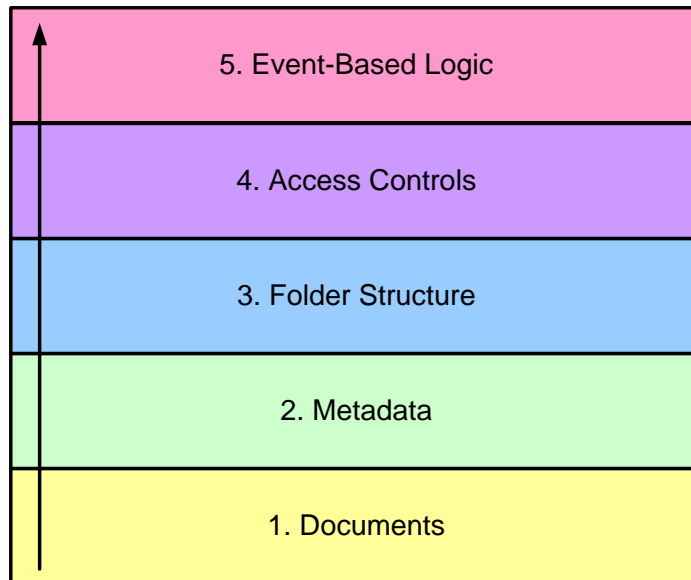 5. Event-Based Logic
4. Access Controls
3. Folder Structure
2. Metadata
1. Documents